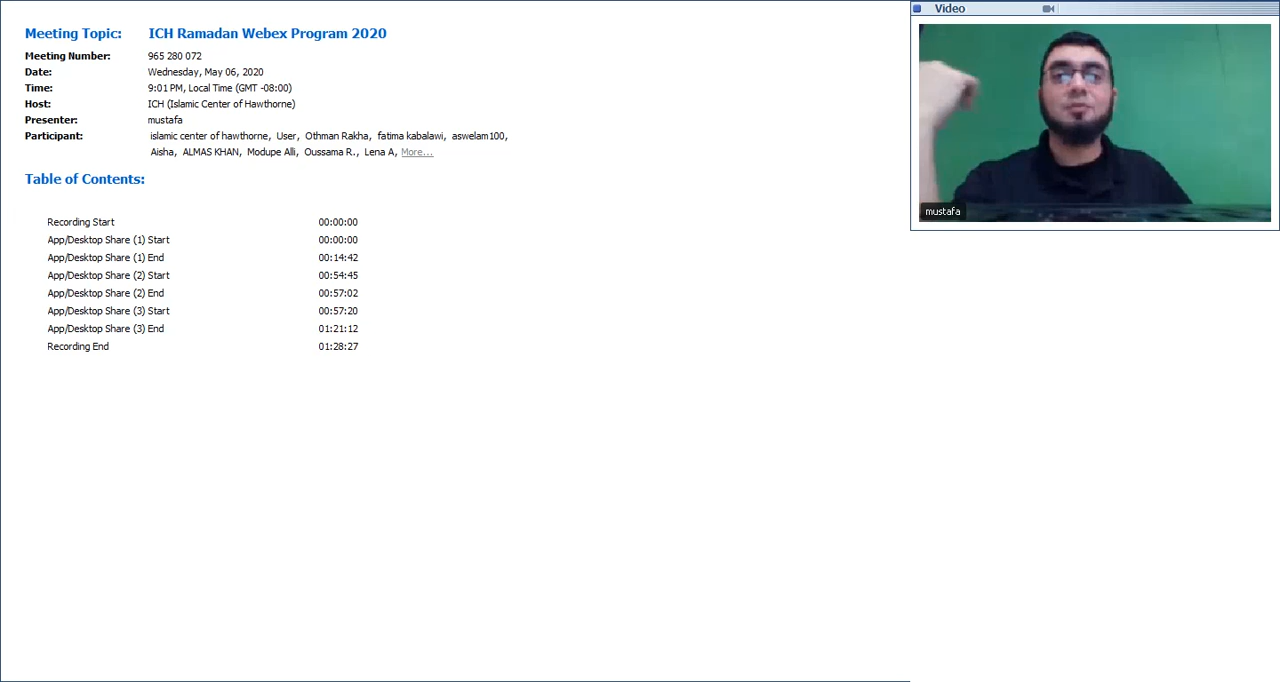 Meeting Topic: ICH Ramadan Webex Program 2020
Meeting Number: 965 280 072
Date: Wednesday, May 06, 2020
Time: 9:01 PM, Local Time (GMT -08:00)
Host: ICH (Islamic Center of Hawthorne)
Presenter: mustafa
Participant: islamic center of hawthorne, User, Othman Rakha, fatima kabalawi, aswelam100,
Aisha, ALMAS KHAN, Modupe Alli, Oussama R., Lena A, More...
Table of Contents:
Recording Start 00:00:00
App/Desktop Share (1) Start 00:00:00
App/Desktop Share (1) End 00:14:42
App/Desktop Share (2) Start 00:54:45
App/Desktop Share (2) End 00:57:02
App/Desktop Share (3) Start 00:57:20
App/Desktop Share (3) End 01:21:12
Recording End 01:28:27
Video
mustafa